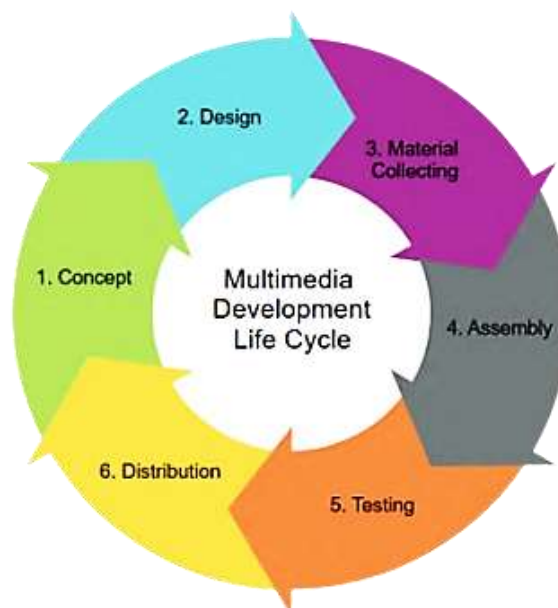 Multimedia
Development
Life Cycle
1. Concept
2. Design
3. Material
Collecting
4. Assembly
5. Testing
6. Distribution